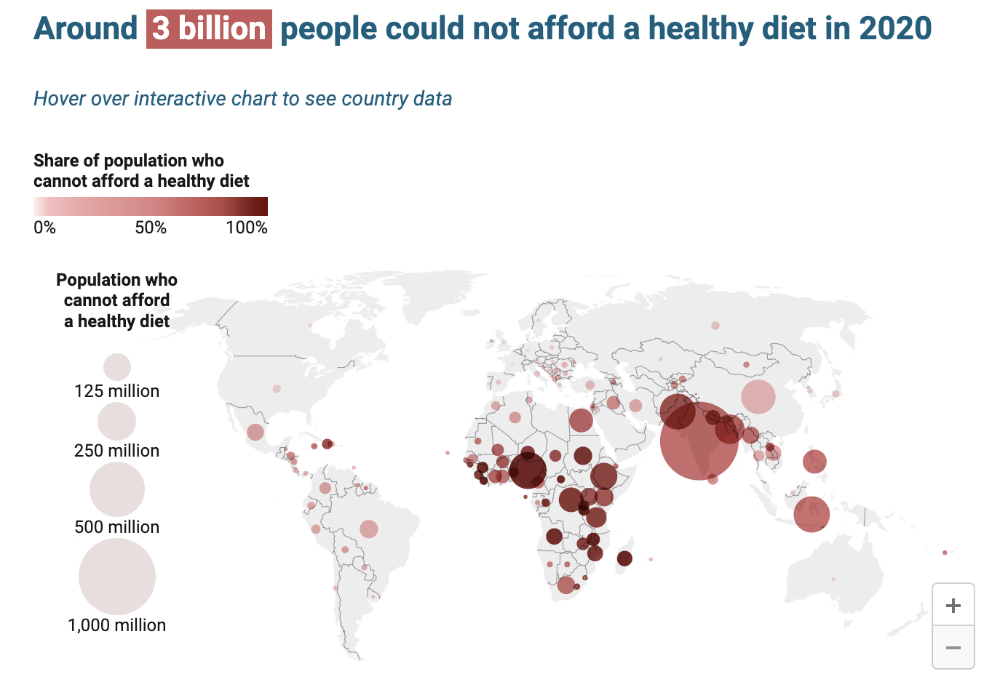 Around 3 billion people could not afford a healthy diet in 2020
Hover over interactive chart to see country data
Share of population who
cannot afford a healthy diet
0% 50% 100%
Population who
cannot afford
a healthy diet
125 million
250 million
500 million
1,000 million
+
−